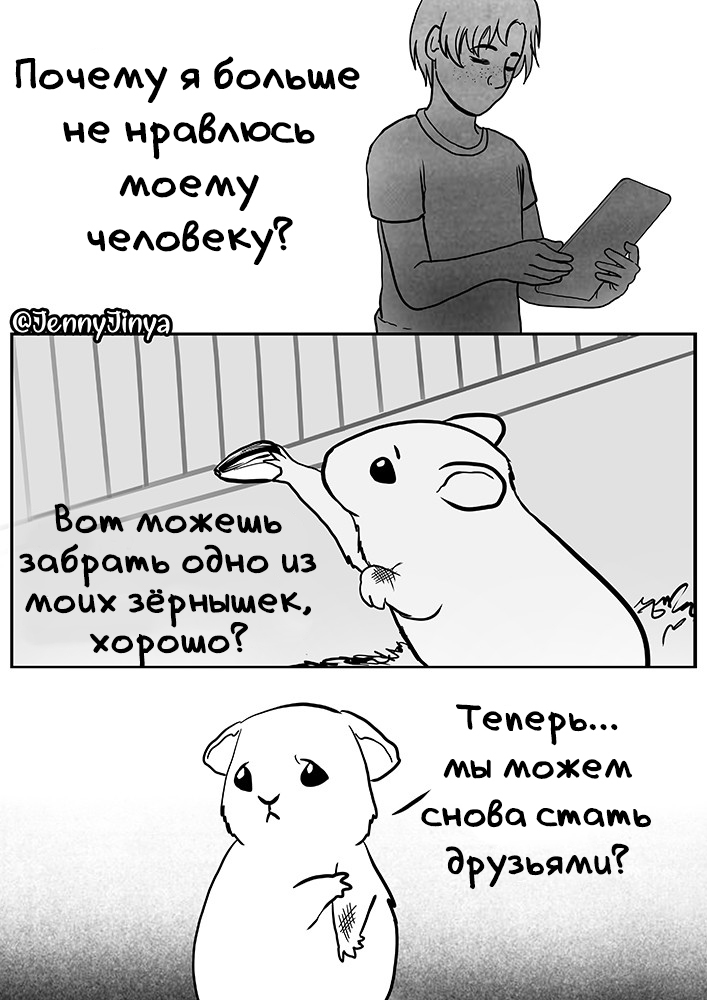 Почему я больше
не нравлюсь
моему
человеку?
@JennyJinya
Вот можешь
забрать одно из
моих зёрнышек,
хорошо?
Теперь...
мы можем
снова стать
друзьями?